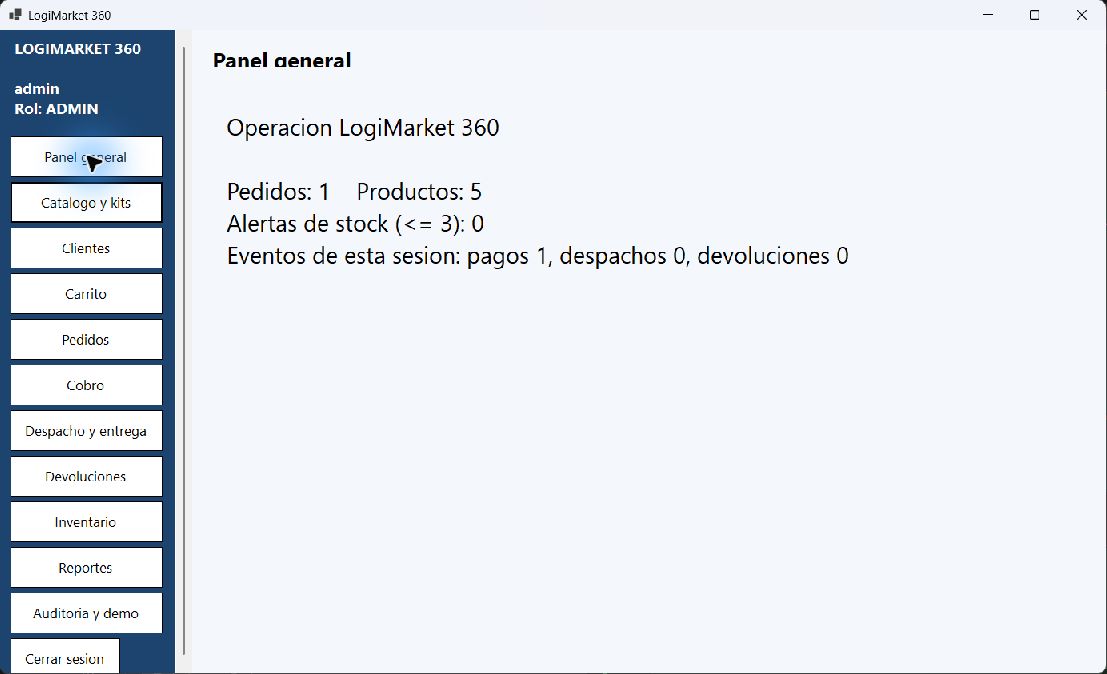 LogiMarket 360
LOGIMARKET 360
admin
Rol: ADMIN
Panel general
Catalogo y kits
Clientes
Carrito
Pedidos
Cobro
Despacho y entrega
Devoluciones
Inventario
Reportes
Auditoria y demo
Cerrar sesion
Panel general
Operacion LogiMarket 360
Pedidos: 1 Productos: 5
Alertas de stock (<= 3): 0
Eventos de esta sesion: pagos 1, despachos 0, devoluciones 0